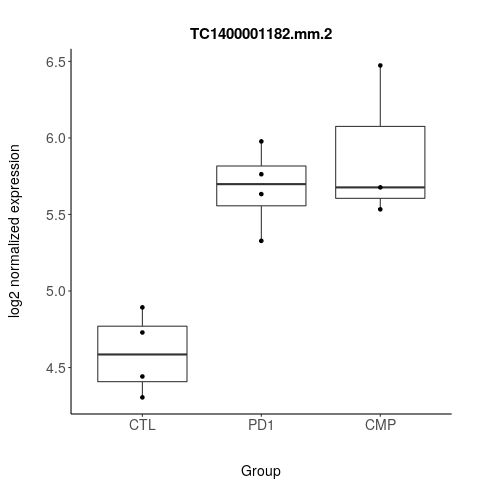 TC1400001182.mm.2
log2 normalized expression
6.5
6.0
5.5
5.0
4.5
CTL PD1 CMP
Group